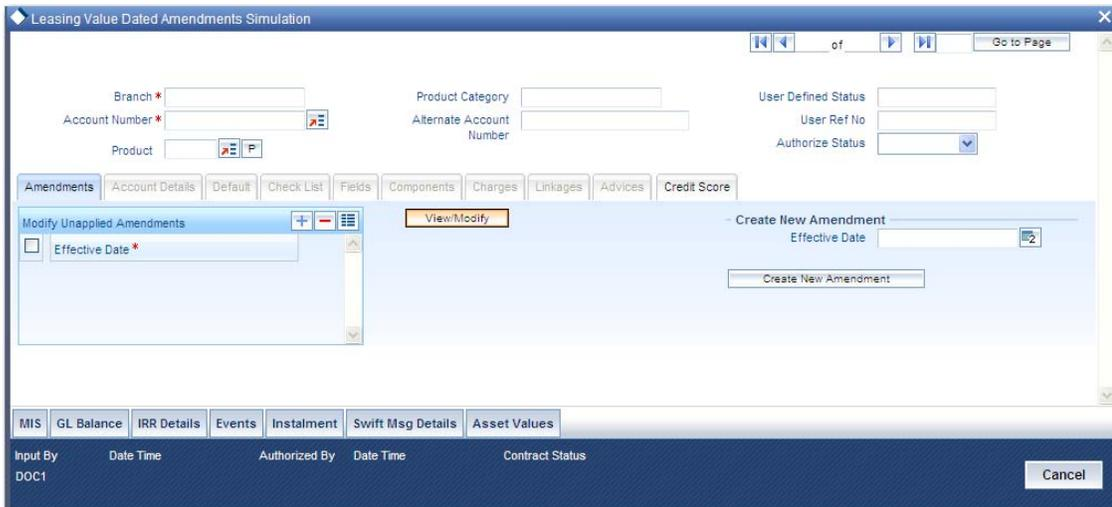 Leasing Value Dated Amendments Simulation
of Go to Page
Branch * Product Category User Defined Status
Account Number * Alternate Account Number User Ref No
Product P Authorize Status
Amendments Account Details Default Check List Fields Components Charges Linkages Advices Credit Score
Modify Unapplied Amendments View/Modify Create New Amendment
Effective Date * Effective Date 2
Create New Amendment
MIS GL Balance IRR Details Events Instalment Swift Msg Details Asset Values
Input By Date Time Authorized By Date Time Contract Status
DOC1 Cancel